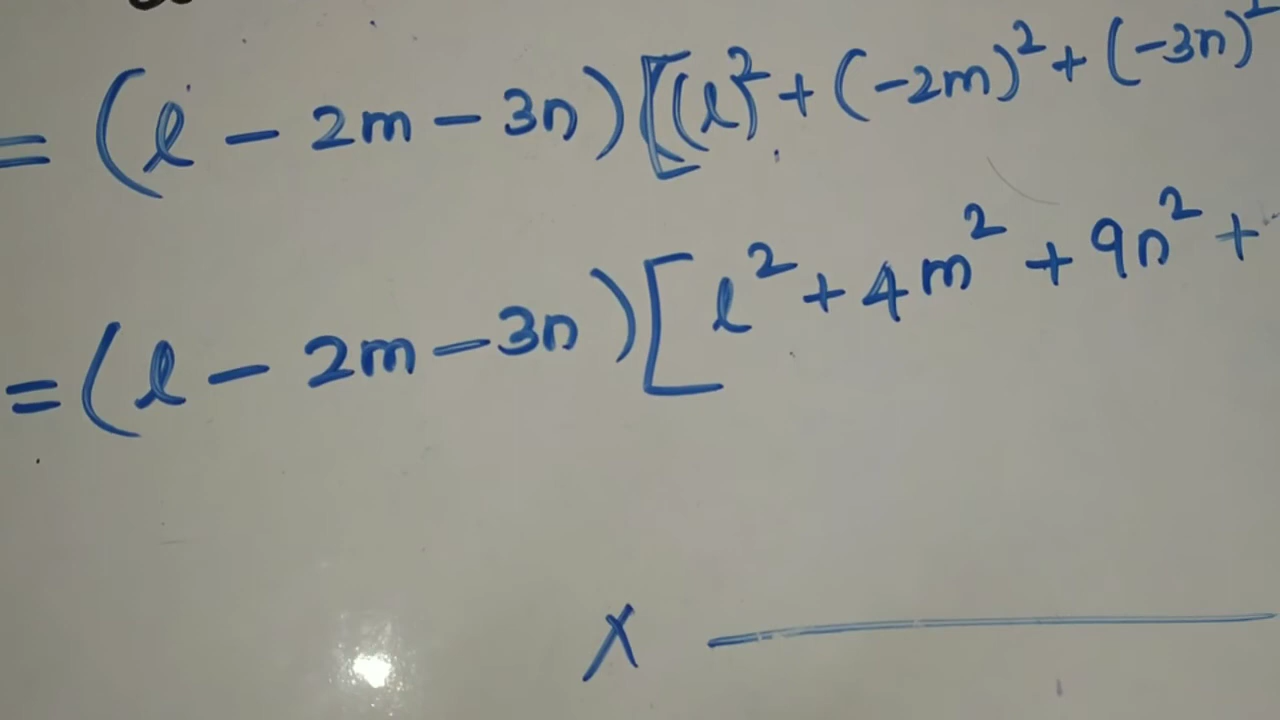 = (l - 2m - 3n) [(l)² + (-2m)² + (-3n)²
= (l - 2m - 3n) [l² + 4m² + 9n² +
x